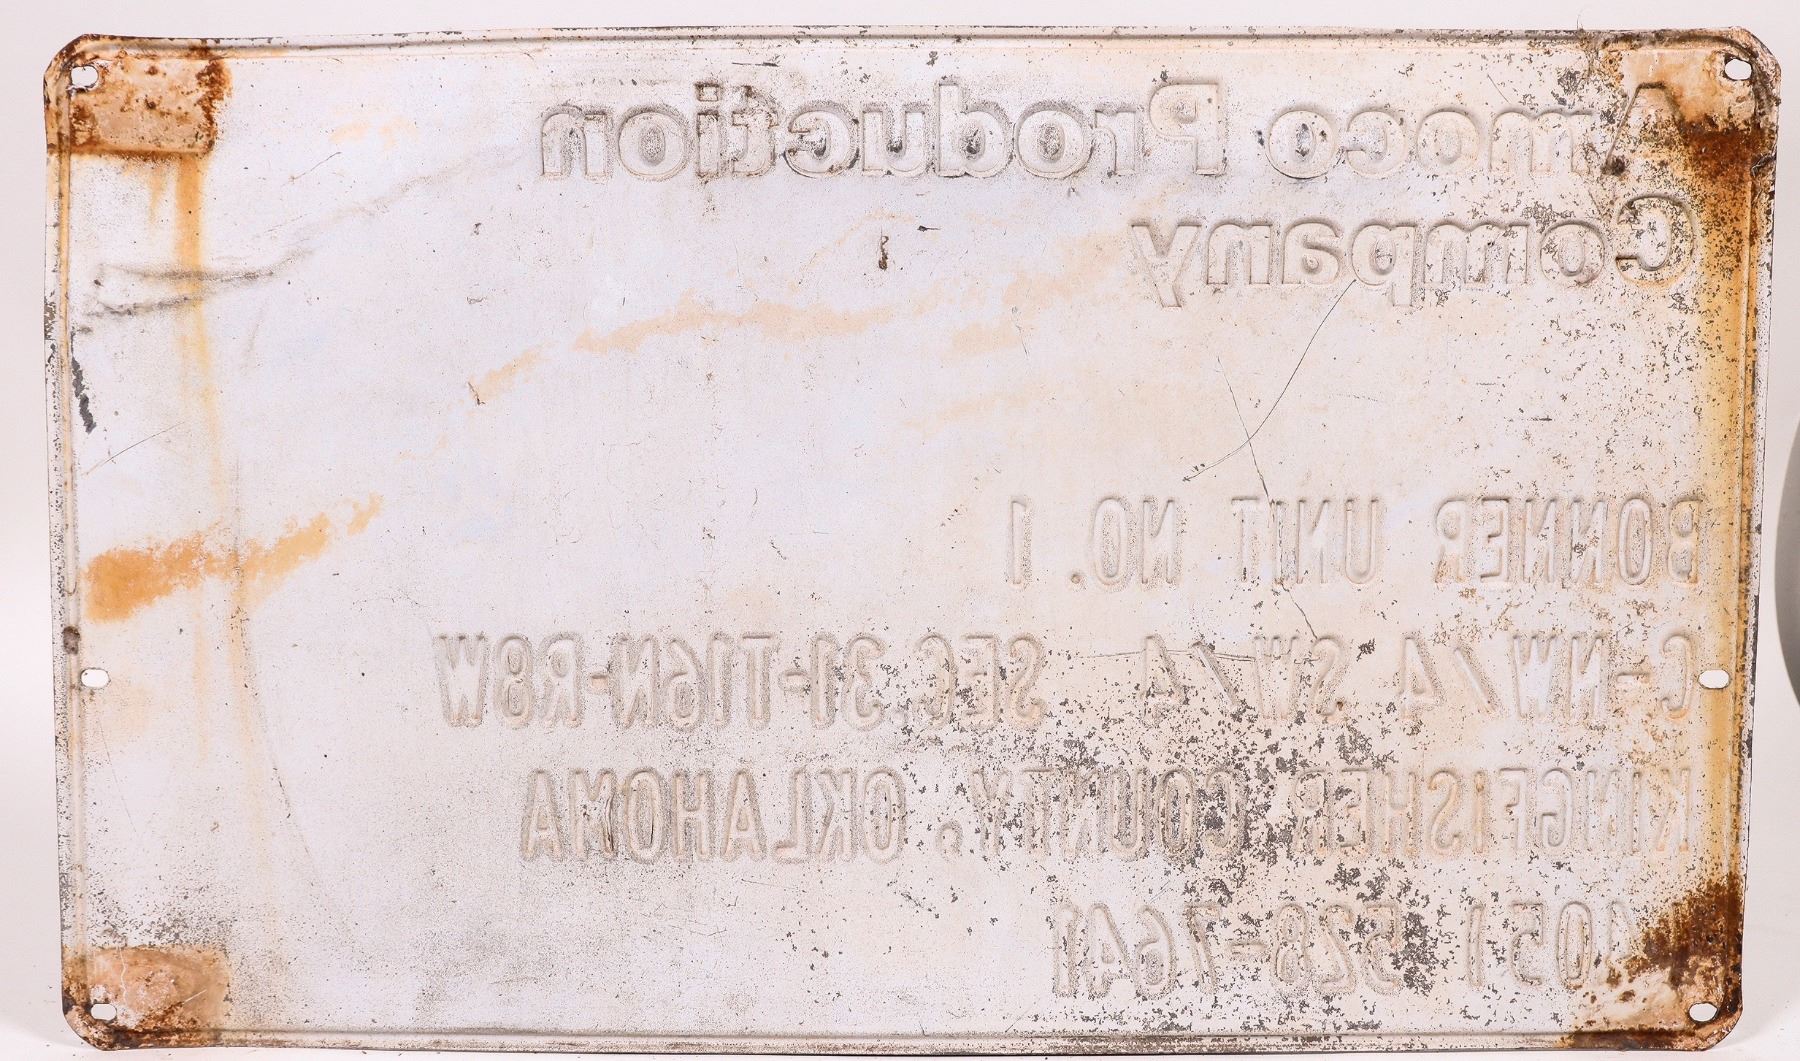 Amoco Production
Company
BONNER UNIT NO. 1
C-NW/4 SW/4 SEC.31-T16N-R8W
KINGFISHER COUNTY, OKLAHOMA
4051 528-7641